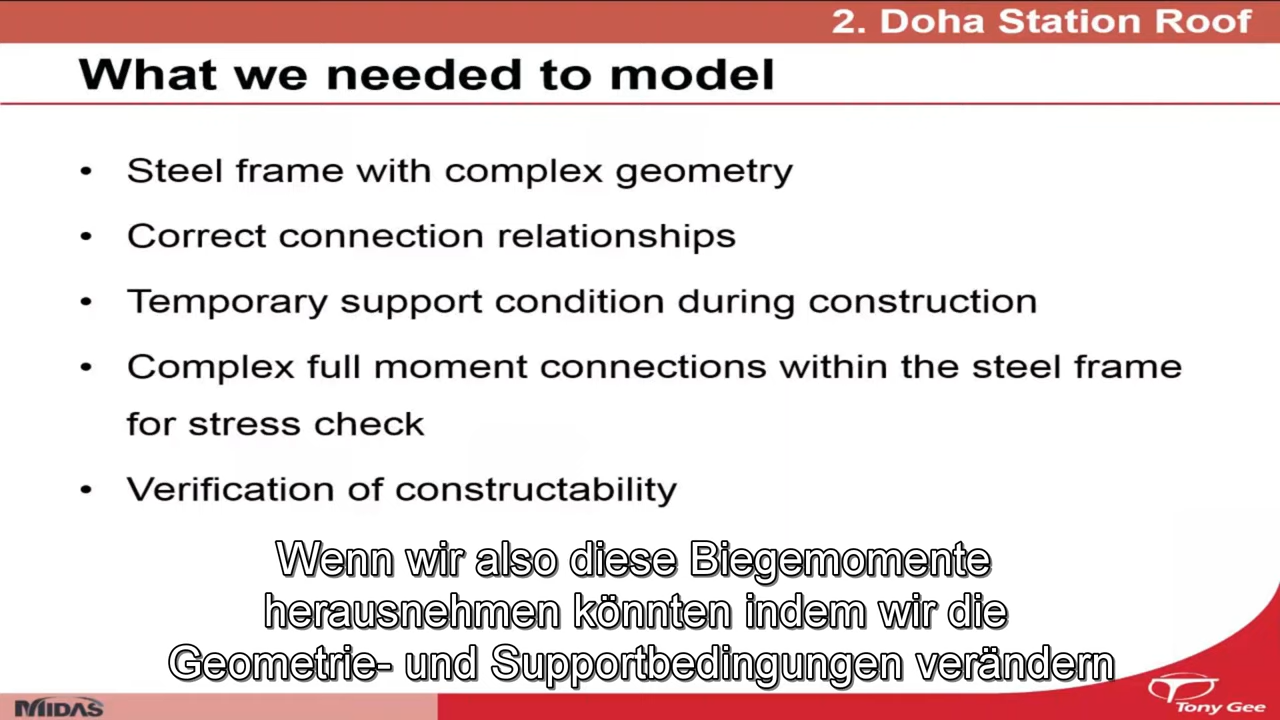 2. Doha Station Roof
What we needed to model
• Steel frame with complex geometry
• Correct connection relationships
• Temporary support condition during construction
• Complex full moment connections within the steel frame
for stress check
• Verification of constructability
Wenn wir also diese Biegemomente
herausnehmen könnten indem wir die
Geometrie- und Supportbedingungen verändern
MIDAS
Tony Gee